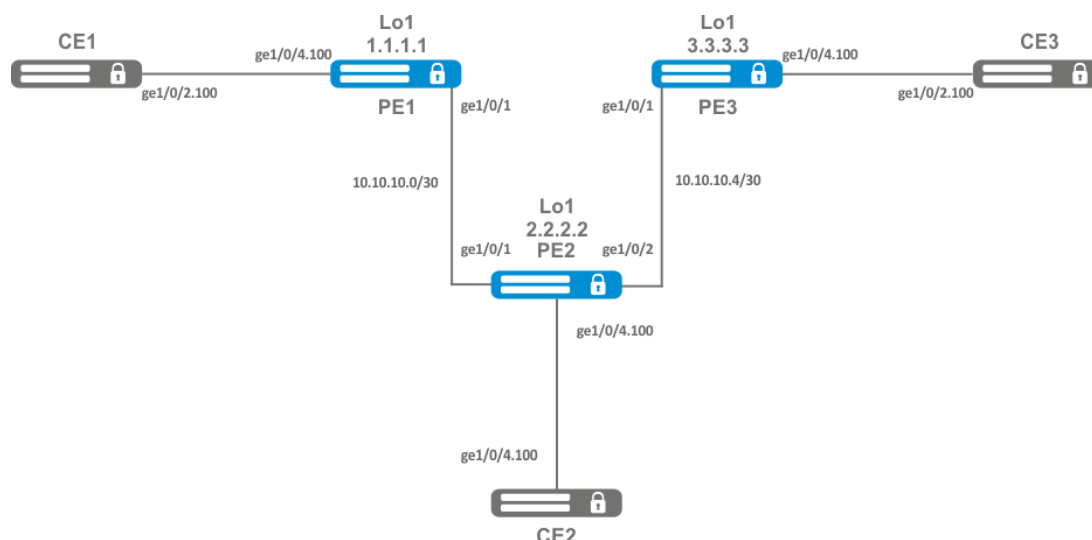 Lo1
1.1.1.1
Lo1
3.3.3.3
CE1
CE3
ge1/0/4.100
ge1/0/4.100
ge1/0/2.100
ge1/0/2.100
PE1
PE3
ge1/0/1
ge1/0/1
10.10.10.0/30
10.10.10.4/30
Lo1
2.2.2.2
PE2
ge1/0/1
ge1/0/2
ge1/0/4.100
ge1/0/4.100
CE2